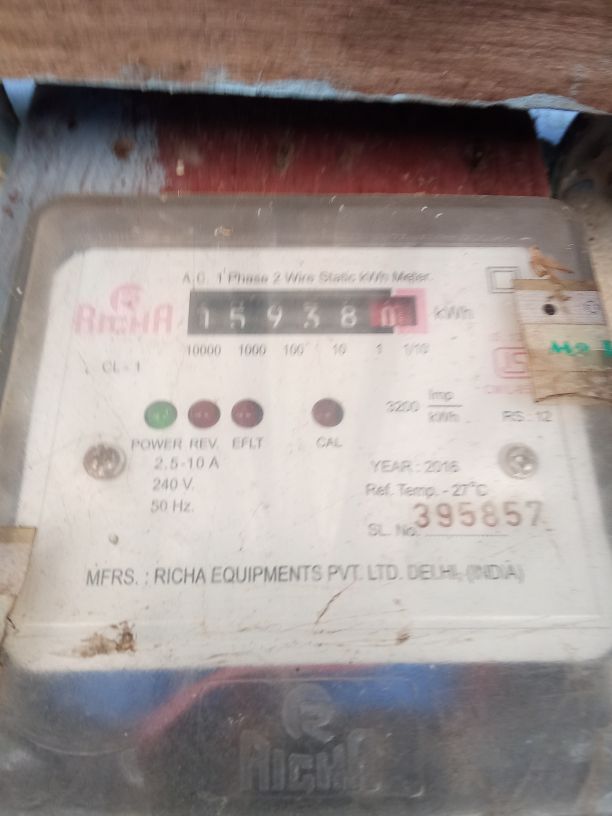 A.C. 1 Phase 2 Wire Static kWh Meter.
RICHA
159380 kWh
10000 1000 100 10 1 1/10
CL - 1
3200 Imp/kWh
RS : 12
POWER REV. EFLT CAL
2.5-10 A
240 V.
50 Hz.
YEAR : 2016
Ref. Temp. - 27°C
SL. No. 395857
MFRS. : RICHA EQUIPMENTS PVT. LTD. DELHI, (INDIA)
RICHA